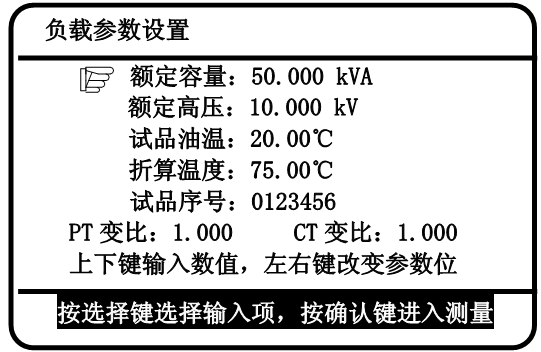 负载参数设置
额定容量：50.000 kVA
额定高压：10.000 kV
试品油温：20.00℃
折算温度：75.00℃
试品序号：0123456
PT 变比：1.000 CT 变比：1.000
上下键输入数值，左右键改变参数位
按选择键选择输入项，按确认键进入测量